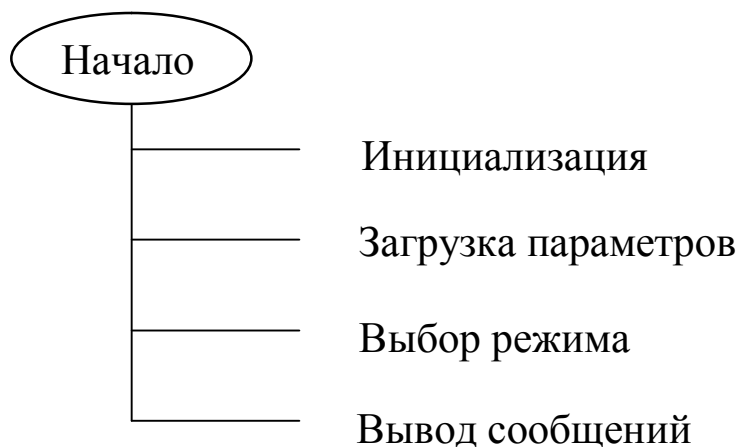 Начало
Инициализация
Загрузка параметров
Выбор режима
Вывод сообщений